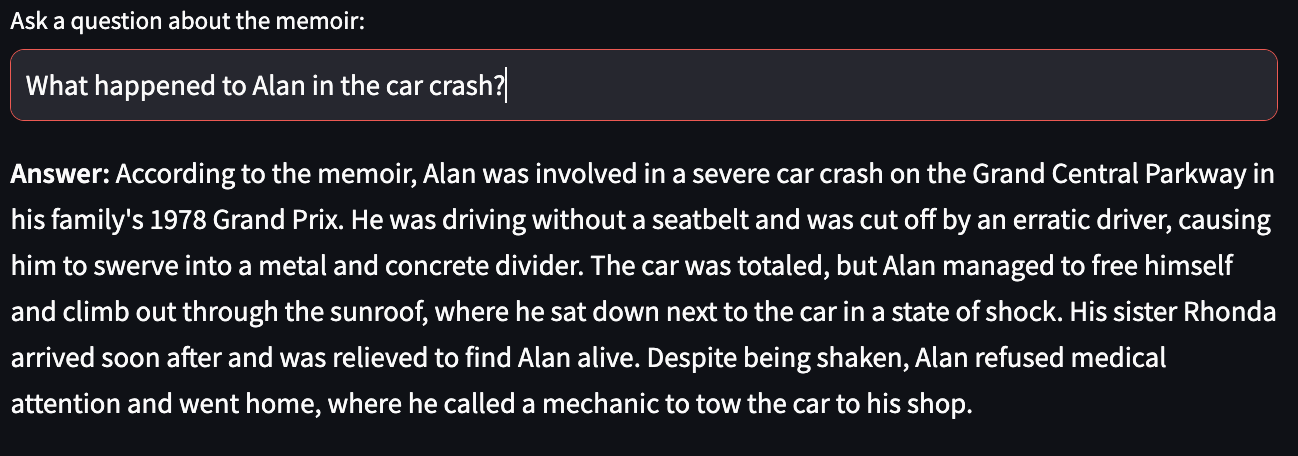 Ask a question about the memoir:
What happened to Alan in the car crash?
Answer: According to the memoir, Alan was involved in a severe car crash on the Grand Central Parkway in
his family's 1978 Grand Prix. He was driving without a seatbelt and was cut off by an erratic driver, causing
him to swerve into a metal and concrete divider. The car was totaled, but Alan managed to free himself
and climb out through the sunroof, where he sat down next to the car in a state of shock. His sister Rhonda
arrived soon after and was relieved to find Alan alive. Despite being shaken, Alan refused medical
attention and went home, where he called a mechanic to tow the car to his shop.